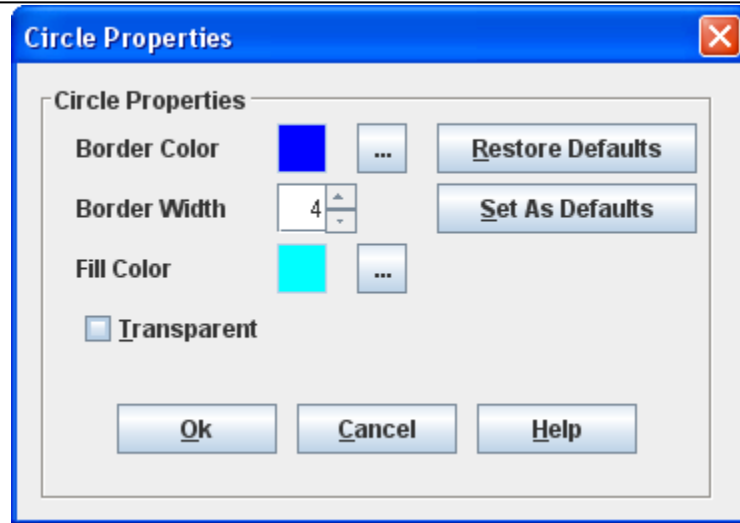 Circle Properties
Circle Properties
Border Color ... Restore Defaults
Border Width 4 Set As Defaults
Fill Color ...
Transparent
Ok Cancel Help